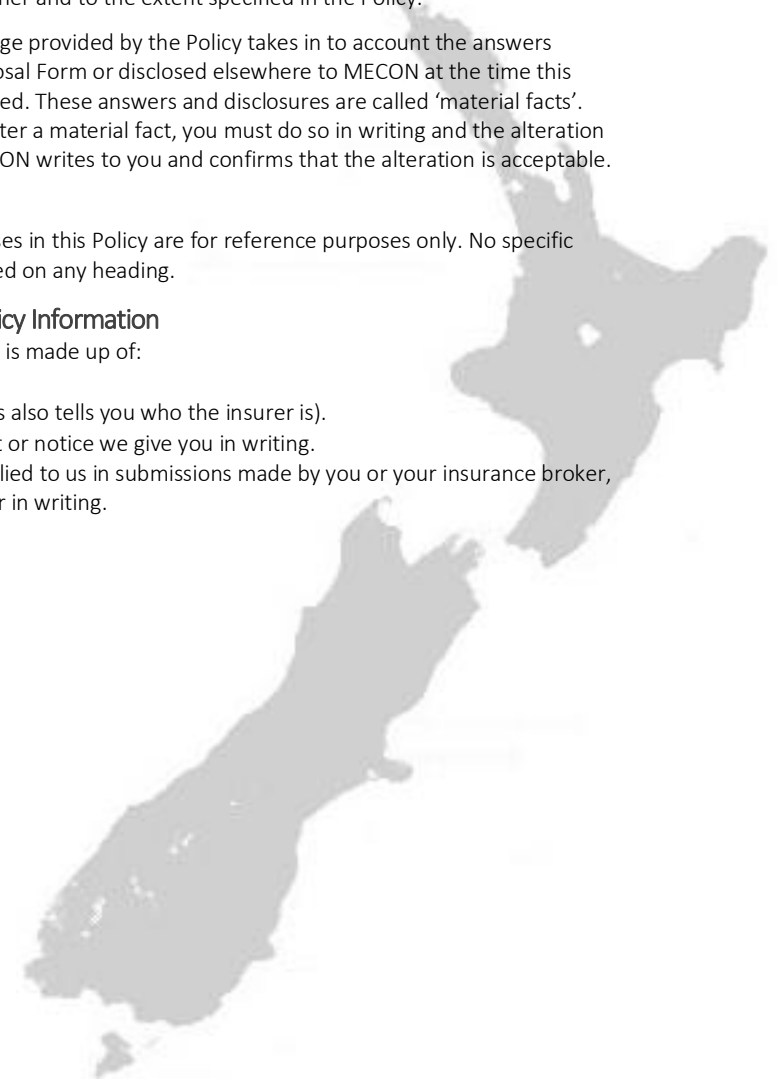 ner and to the extent specified in the Policy.
ge provided by the Policy takes in to account the answers
osal Form or disclosed elsewhere to MECON at the time this
ed. These answers and disclosures are called ‘material facts’.
ter a material fact, you must do so in writing and the alteration
ON writes to you and confirms that the alteration is acceptable.
ses in this Policy are for reference purposes only. No specific
ed on any heading.
icy Information
is made up of:
s also tells you who the insurer is).
t or notice we give you in writing.
lied to us in submissions made by you or your insurance broker,
r in writing.